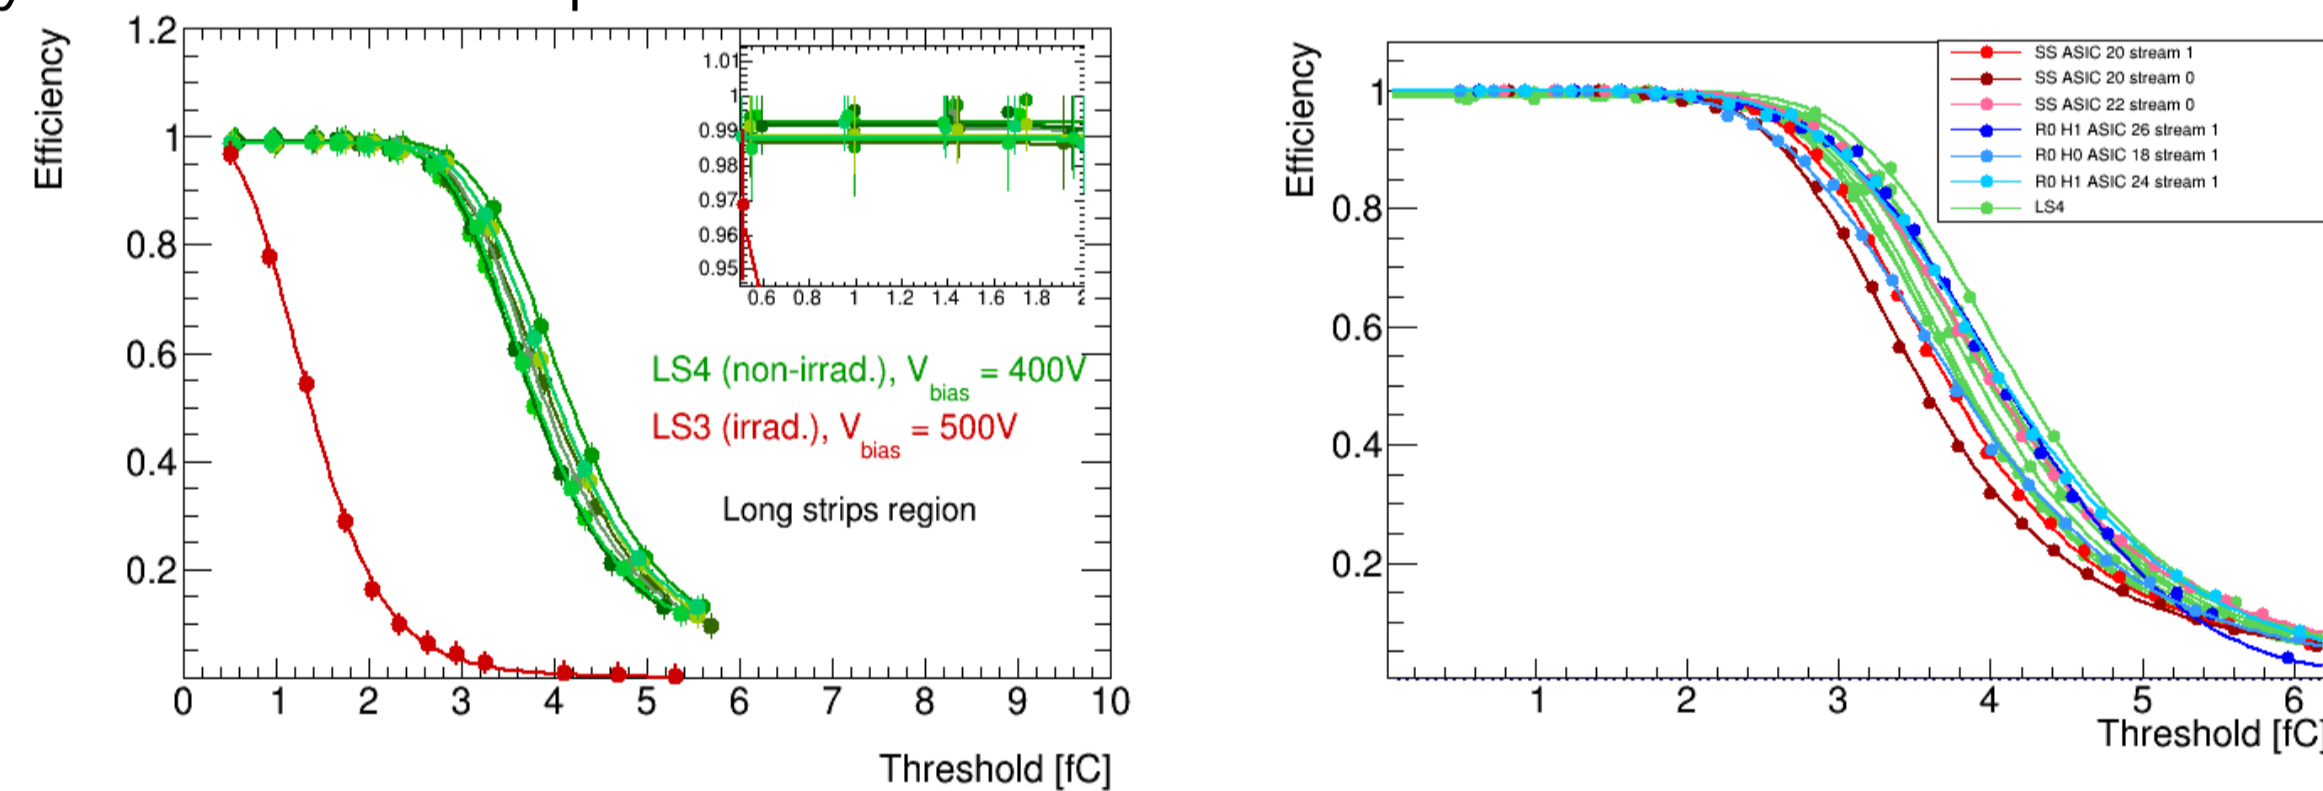 Efficiency
1.2
1
0.8
0.6
0.4
0.2
0 1 2 3 4 5 6 7 8 9 10
Threshold [fC]
1.01
1
0.99
0.98
0.97
0.96
0.95
0.6 0.8 1 1.2 1.4 1.6 1.8 2
LS4 (non-irrad.), V_bias = 400V
LS3 (irrad.), V_bias = 500V
Long strips region
Efficiency
1
0.8
0.6
0.4
0.2
1 2 3 4 5 6
Threshold [fC]
SS ASIC 20 stream 1
SS ASIC 20 stream 0
SS ASIC 22 stream 0
R0 H1 ASIC 26 stream 1
R0 H0 ASIC 18 stream 1
R0 H1 ASIC 24 stream 1
LS4